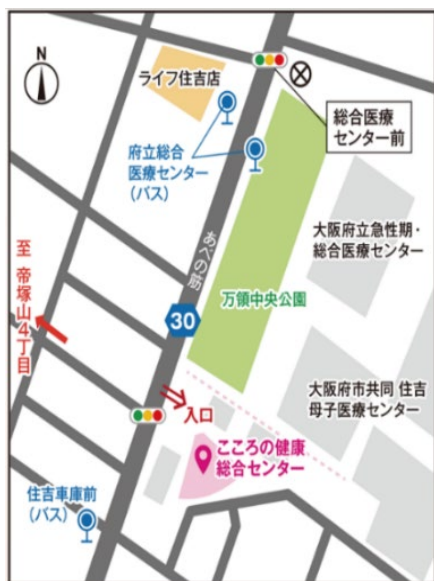 N
ライフ住吉店
総合医療
センター前
府立総合
医療センター
(バス)
大阪府立急性期・
総合医療センター
あべの筋
至 帝塚山4丁目
万領中央公園
30
大阪府市共同 住吉
母子医療センター
入口
こころの健康
総合センター
住吉車庫前
(バス)